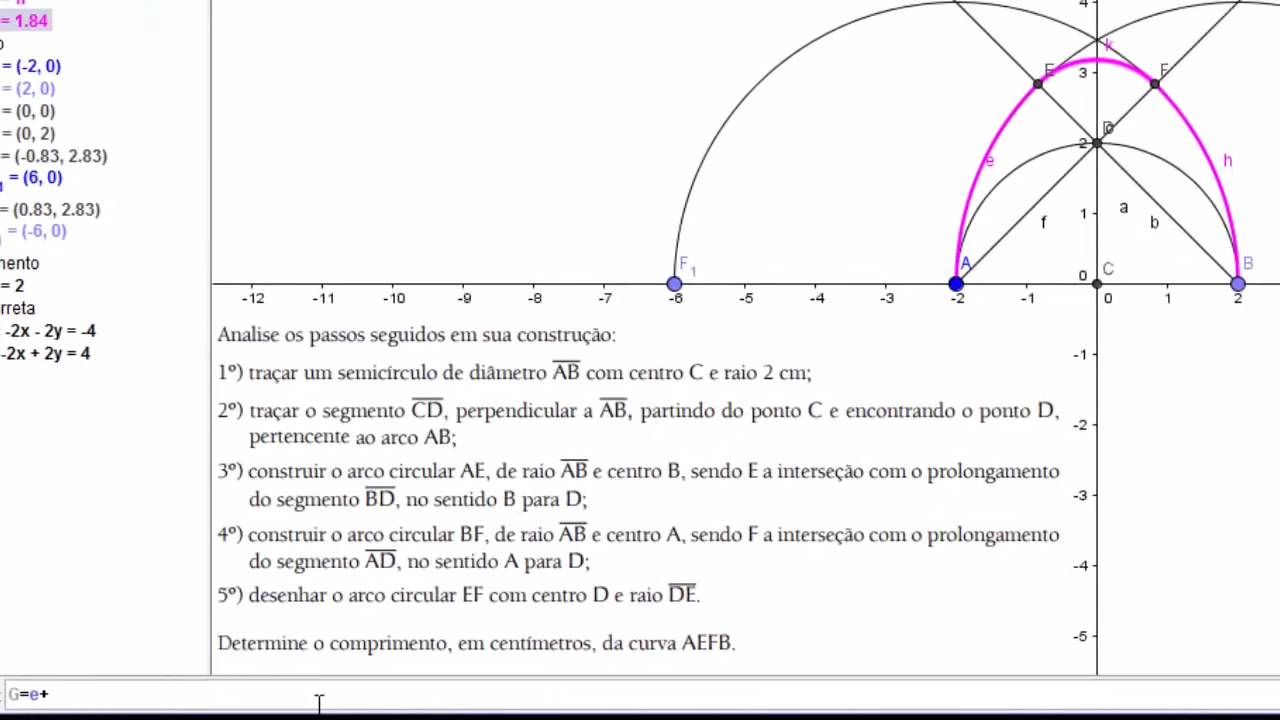 = 1.84
= (-2, 0)
= (2, 0)
= (0, 0)
= (0, 2)
= (-0.83, 2.83)
= (6, 0)
= (0.83, 2.83)
= (-6, 0)
mento
= 2
rreta
: -2x - 2y = -4
-2x + 2y = 4
4
k
3
E
F
D
2
e
h
1
a
f
b
0
F1
A
C
B
-12 -11 -10 -9 -8 -7 -6 -5 -4 -3 -2 -1 0 1 2
-1
-2
-3
-4
-5
Analise os passos seguidos em sua construção:
1º) traçar um semicírculo de diâmetro AB com centro C e raio 2 cm;
2º) traçar o segmento CD, perpendicular a AB, partindo do ponto C e encontrando o ponto D,
pertencente ao arco AB;
3º) construir o arco circular AE, de raio AB e centro B, sendo E a interseção com o prolongamento
do segmento BD, no sentido B para D;
4º) construir o arco circular BF, de raio AB e centro A, sendo F a interseção com o prolongamento
do segmento AD, no sentido A para D;
5º) desenhar o arco circular EF com centro D e raio DE.
Determine o comprimento, em centímetros, da curva AEFB.
G=e+